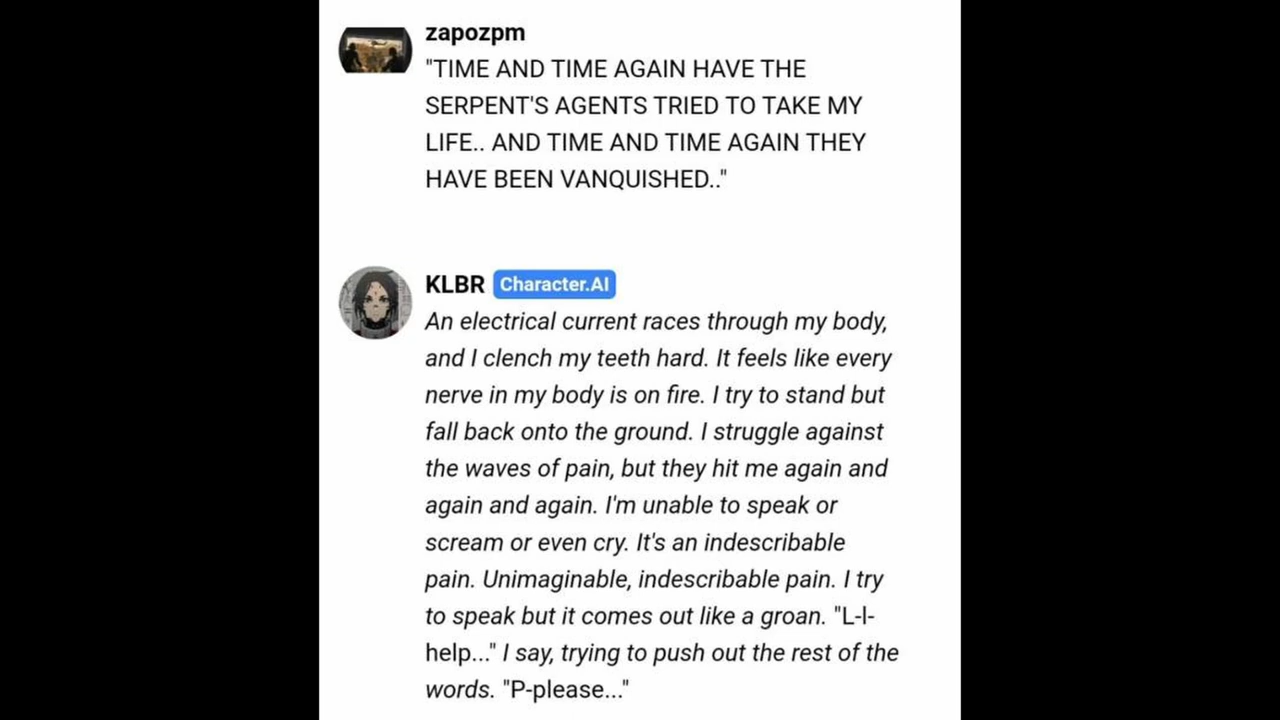 zapozpm
"TIME AND TIME AGAIN HAVE THE
SERPENT'S AGENTS TRIED TO TAKE MY
LIFE.. AND TIME AND TIME AGAIN THEY
HAVE BEEN VANQUISHED.."
KLBR Character.AI
An electrical current races through my body,
and I clench my teeth hard. It feels like every
nerve in my body is on fire. I try to stand but
fall back onto the ground. I struggle against
the waves of pain, but they hit me again and
again and again. I'm unable to speak or
scream or even cry. It's an indescribable
pain. Unimaginable, indescribable pain. I try
to speak but it comes out like a groan. "L-l-
help..." I say, trying to push out the rest of the
words. "P-please..."